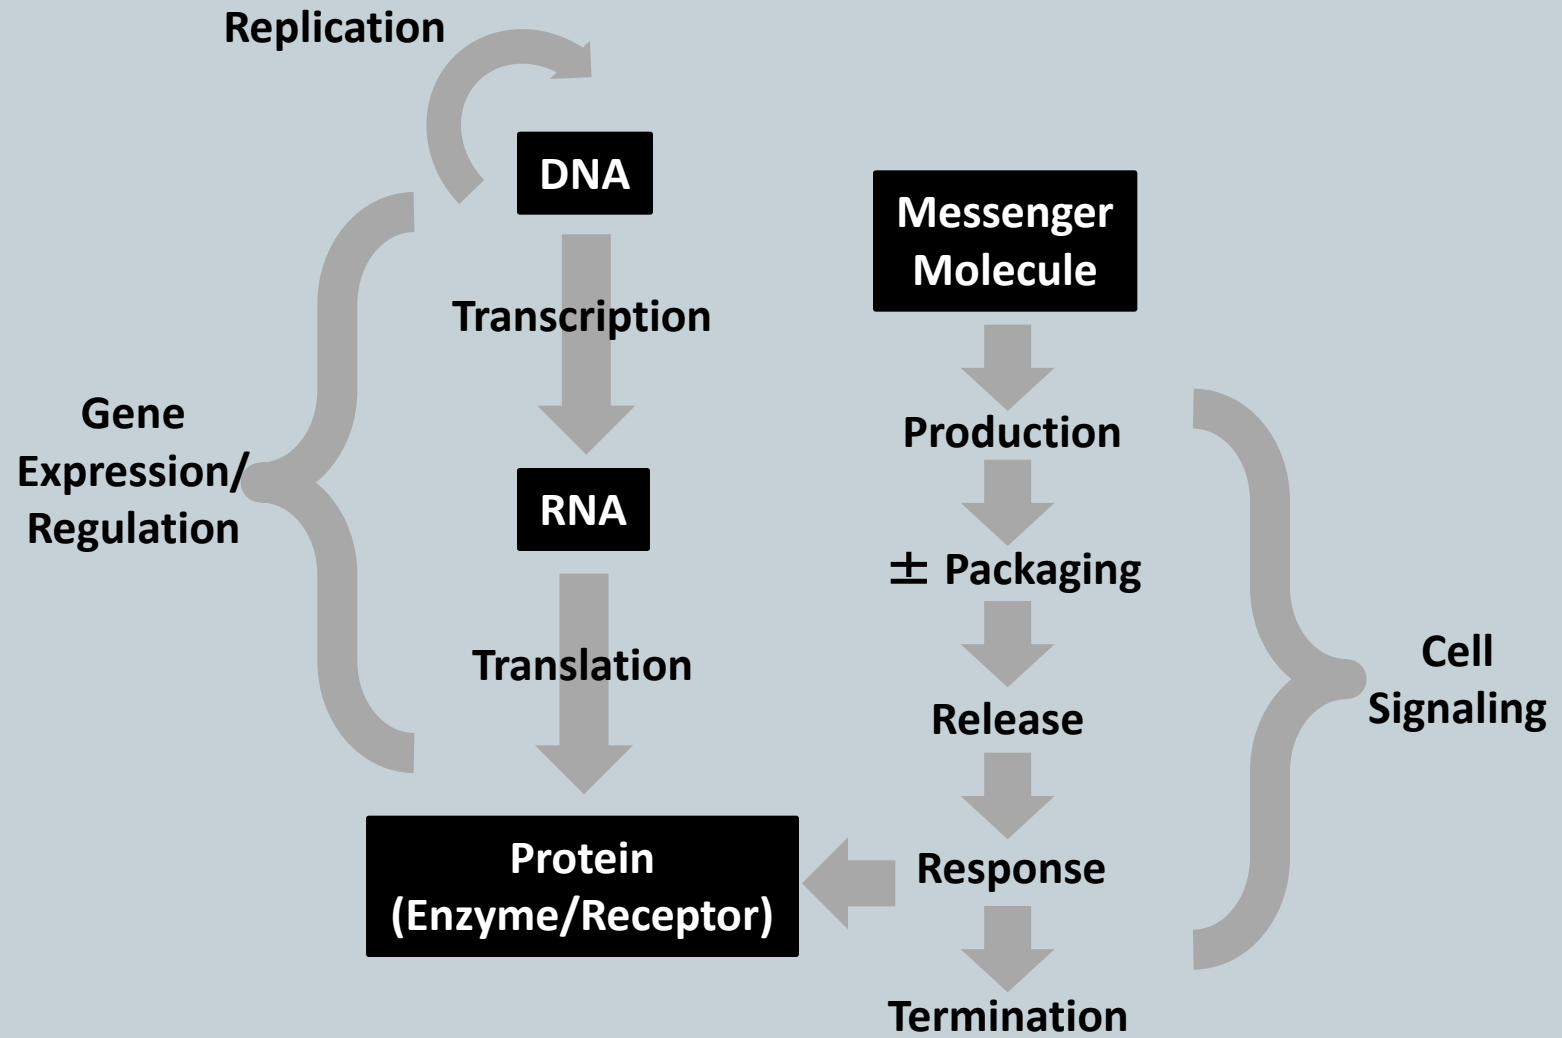 Replication
DNA
Transcription
Gene
Expression/
Regulation
RNA
Translation
Protein
(Enzyme/Receptor)
Messenger
Molecule
Production
± Packaging
Release
Response
Termination
Cell
Signaling